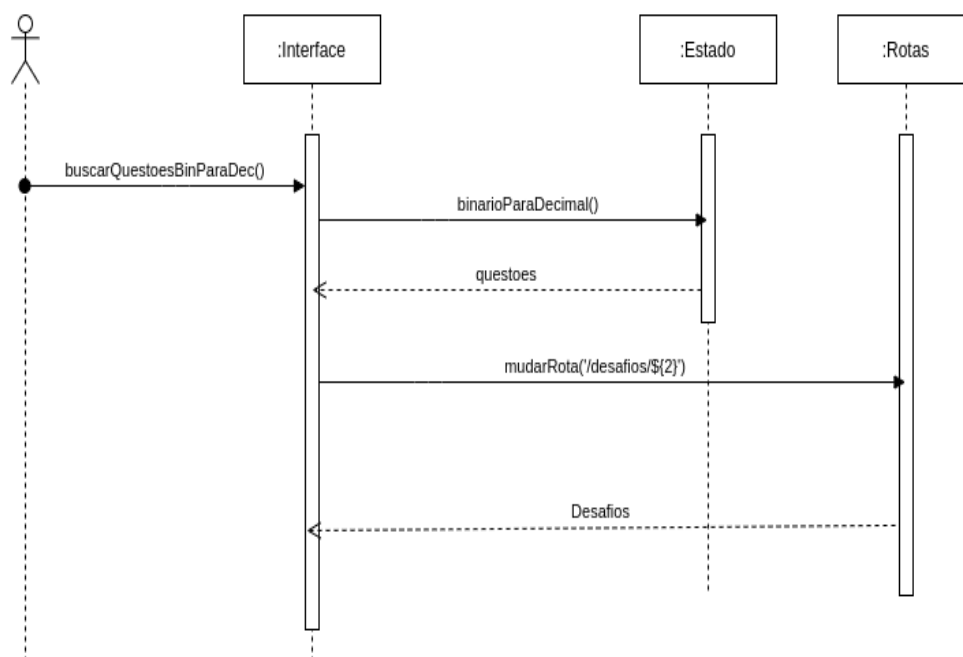 :Interface
:Estado
:Rotas
buscarQuestoesBinParaDec()
binarioParaDecimal()
questoes
mudarRota('/desafios/${2}')
Desafios